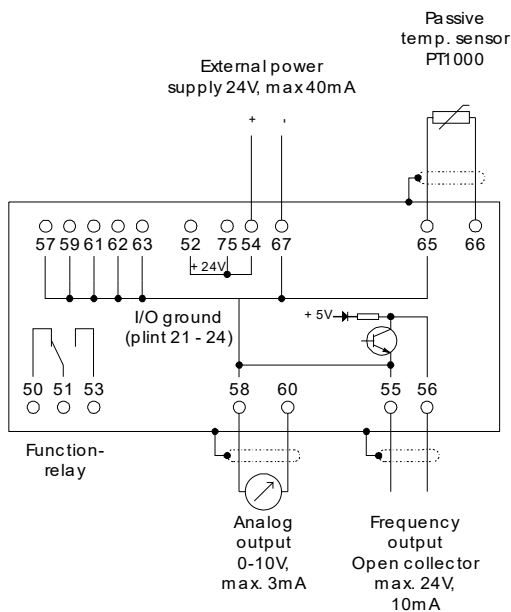 Passive
temp. sensor
PT1000
External power
supply 24V, max 40mA
+ -
57 59 61 62 63 52 75 54 67 65 66
+ 24V
I/O ground
(plint 21 - 24)
+ 5V
50 51 53 58 60 55 56
Function-
relay
Analog
output
0-10V,
max. 3mA
Frequency
output
Open collector
max. 24V,
10mA